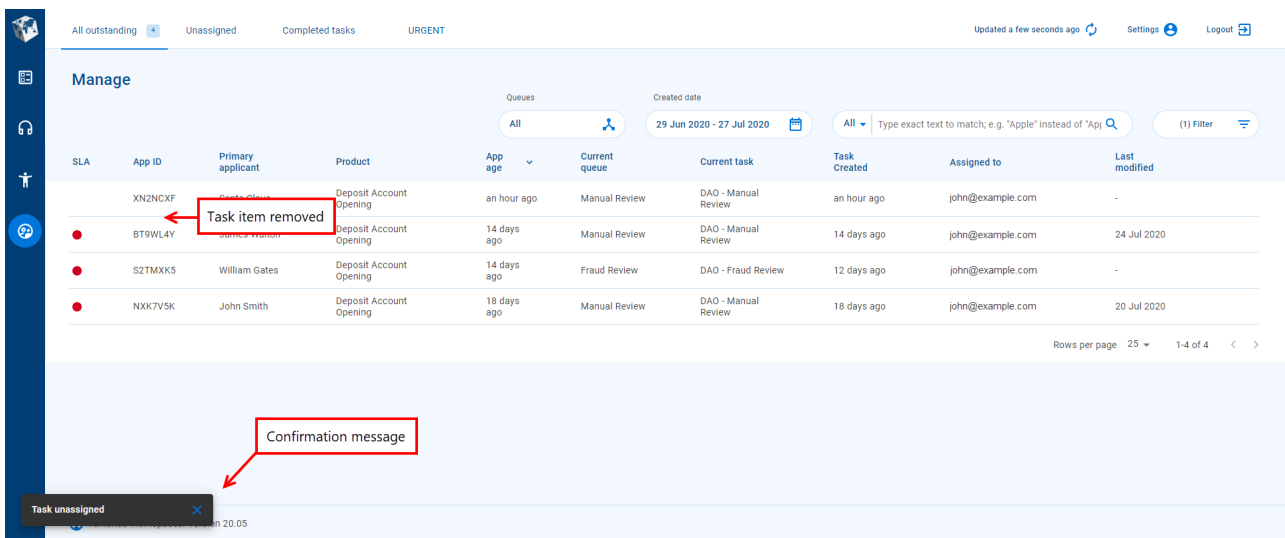 All outstanding 4 Unassigned Completed tasks URGENT Updated a few seconds ago Settings Logout
Manage
Queues Created date
All 29 Jun 2020 - 27 Jul 2020 All Type exact text to match; e.g. "Apple" instead of "App (1) Filter
SLA App ID Primary applicant Product App age Current queue Current task Task Created Assigned to Last modified
XN2NCXF Deposit Account Opening an hour ago Manual Review DAO - Manual Review an hour ago john@example.com -
Task item removed
BT9WL4Y James Walton Deposit Account Opening 14 days ago Manual Review DAO - Manual Review 14 days ago john@example.com 24 Jul 2020
S2TMXK5 William Gates Deposit Account Opening 14 days ago Fraud Review DAO - Fraud Review 12 days ago john@example.com -
NXK7V5K John Smith Deposit Account Opening 18 days ago Manual Review DAO - Manual Review 18 days ago john@example.com 20 Jul 2020
Rows per page 25 1-4 of 4
Confirmation message
Task unassigned
20.05